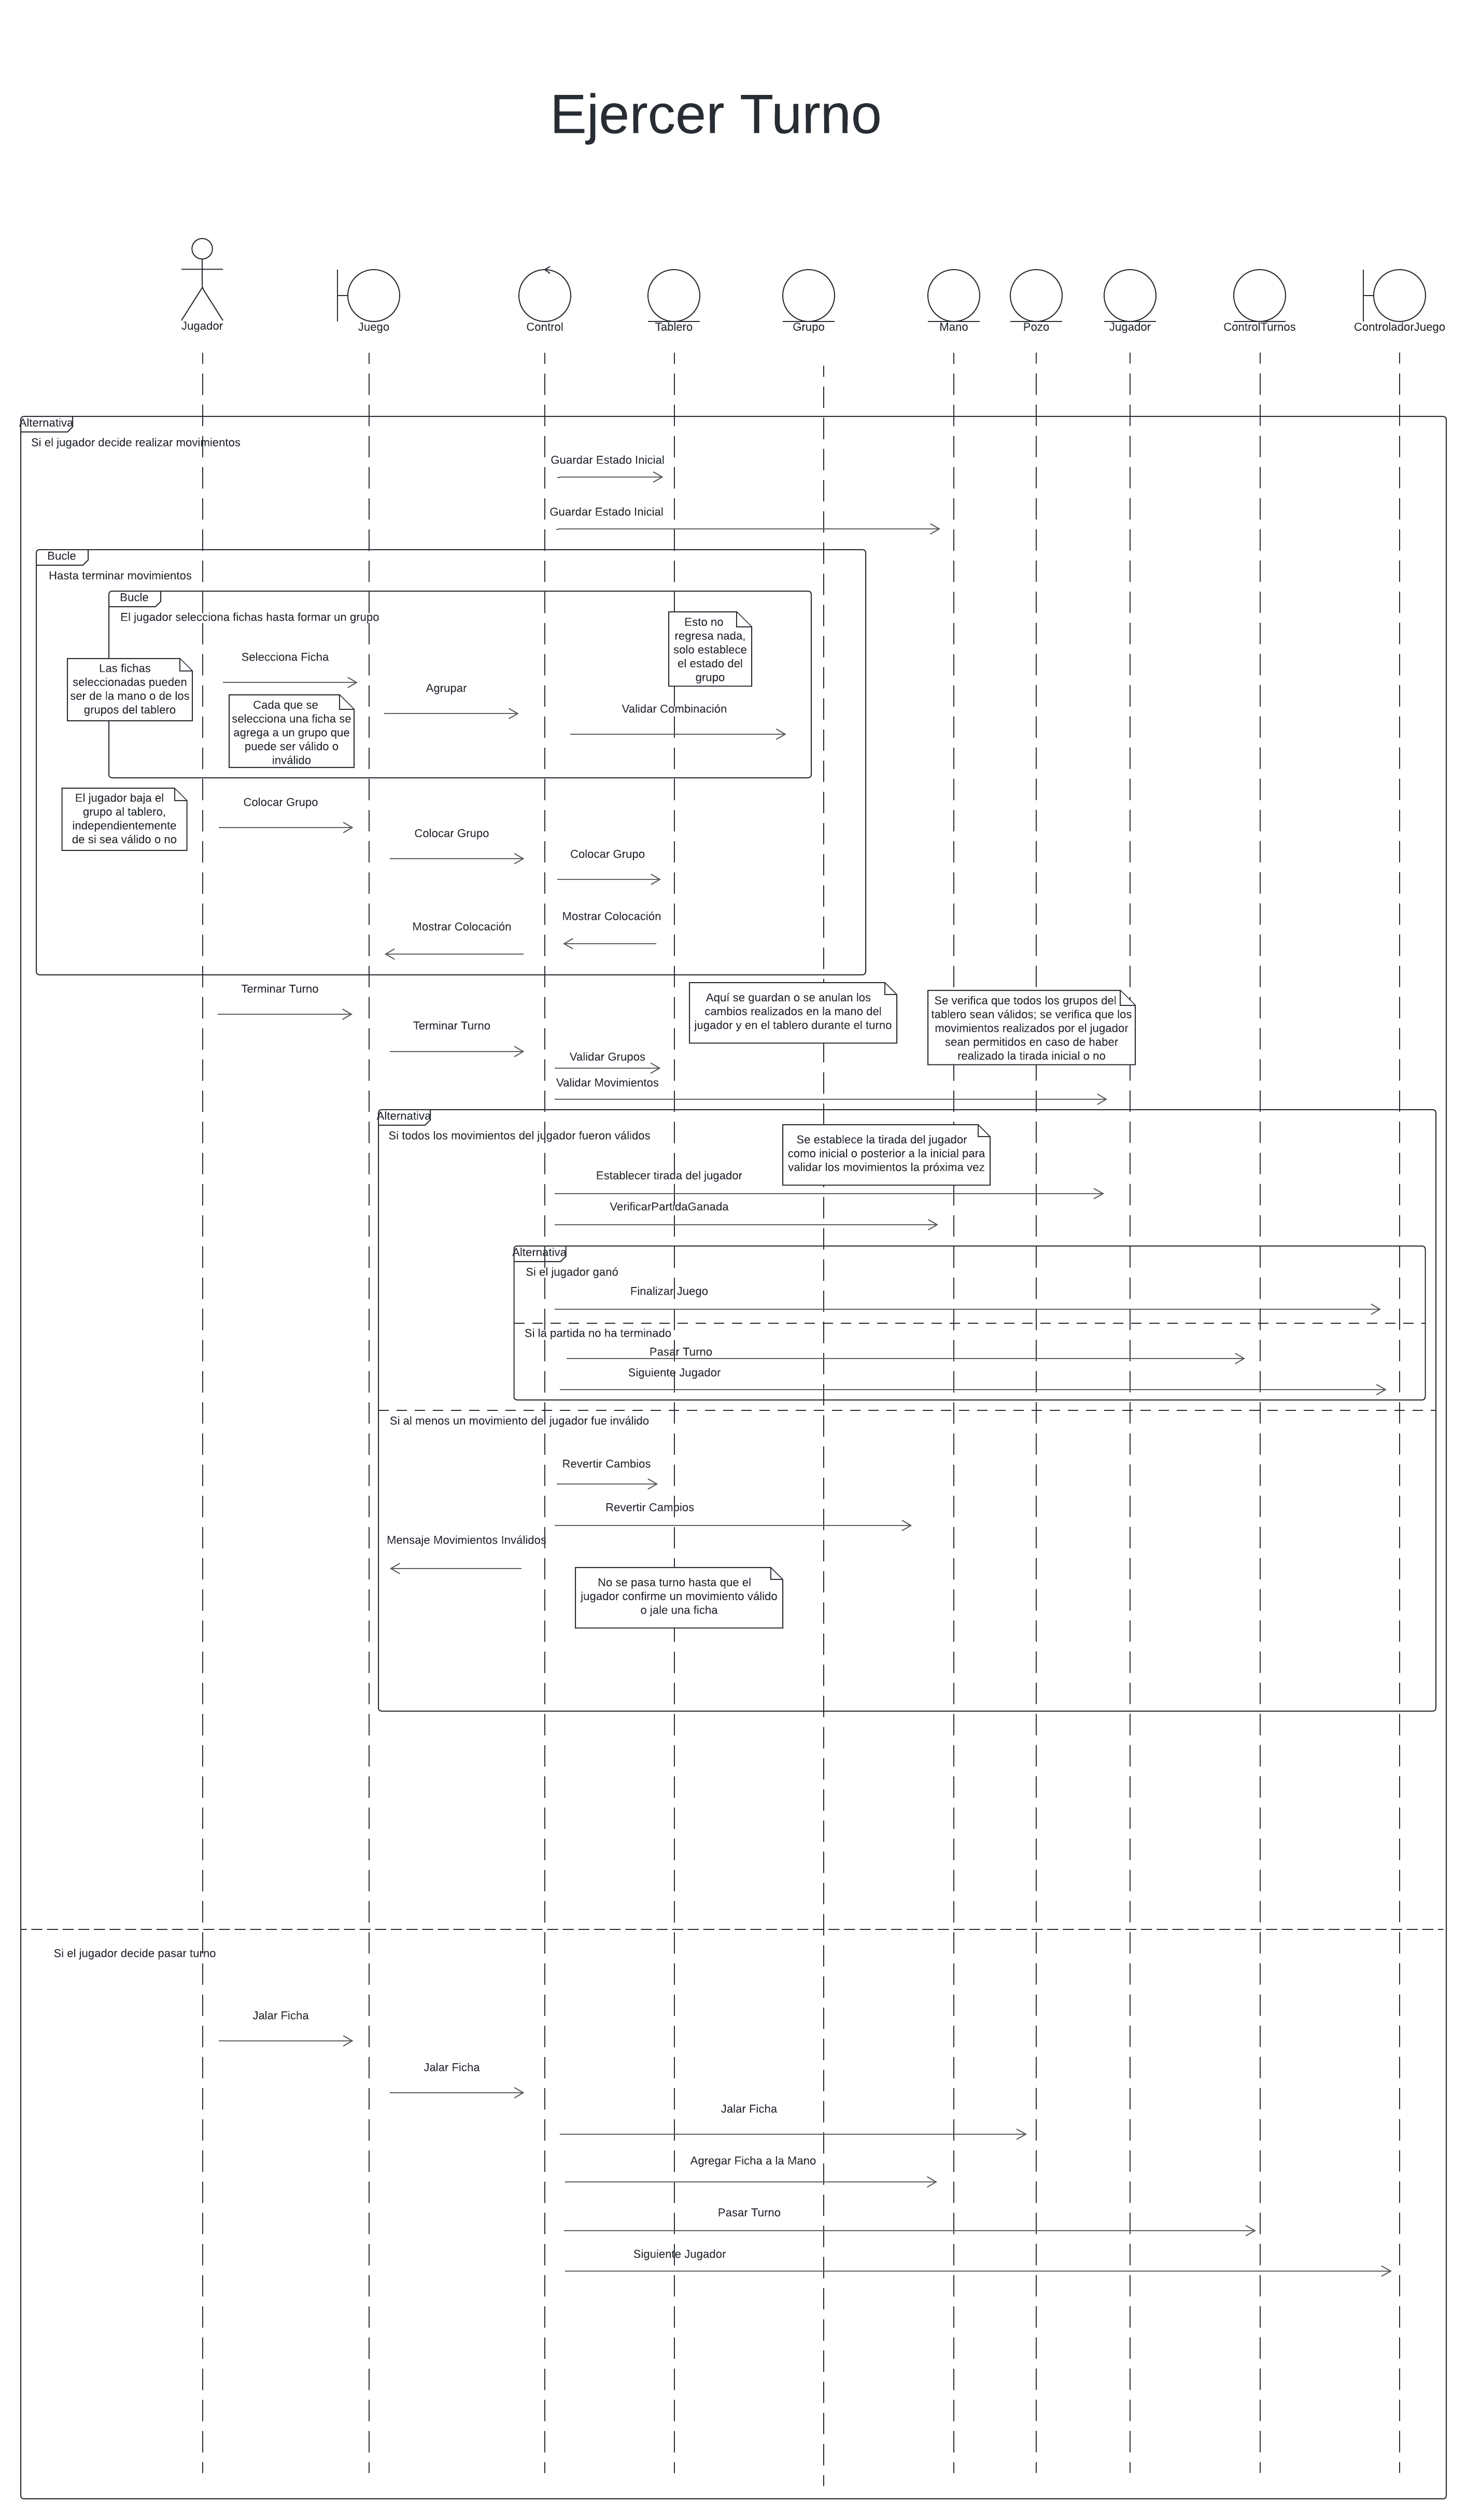 Ejercer Turno
Jugador
Juego
Control
Tablero
Grupo
Mano
Pozo
Jugador
ControlTurnos
ControladorJuego
Alternativa
Si el jugador decide realizar movimientos
Guardar Estado Inicial
Guardar Estado Inicial
Bucle
Hasta terminar movimientos
Bucle
El jugador selecciona fichas hasta formar un grupo
Esto no
regresa nada,
solo establece
el estado del
grupo
Las fichas
seleccionadas pueden
ser de la mano o de los
grupos del tablero
Selecciona Ficha
Cada que se
selecciona una ficha se
agrega a un grupo que
puede ser válido o
inválido
Agrupar
Validar Combinación
El jugador baja el
grupo al tablero,
independientemente
de si sea válido o no
Colocar Grupo
Colocar Grupo
Colocar Grupo
Mostrar Colocación
Mostrar Colocación
Terminar Turno
Terminar Turno
Aquí se guardan o se anulan los
cambios realizados en la mano del
jugador y en el tablero durante el turno
Se verifica que todos los grupos del
tablero sean válidos; se verifica que los
movimientos realizados por el jugador
sean permitidos en caso de haber
realizado la tirada inicial o no
Validar Grupos
Validar Movimientos
Alternativa
Si todos los movimientos del jugador fueron válidos
Se establece la tirada del jugador
como inicial o posterior a la inicial para
validar los movimientos la próxima vez
Establecer tirada del jugador
VerificarPartidaGanada
Alternativa
Si el jugador ganó
Finalizar Juego
Si la partida no ha terminado
Pasar Turno
Siguiente Jugador
Si al menos un movimiento del jugador fue inválido
Revertir Cambios
Revertir Cambios
Mensaje Movimientos Inválidos
No se pasa turno hasta que el
jugador confirme un movimiento válido
o jale una ficha
Si el jugador decide pasar turno
Jalar Ficha
Jalar Ficha
Jalar Ficha
Agregar Ficha a la Mano
Pasar Turno
Siguiente Jugador